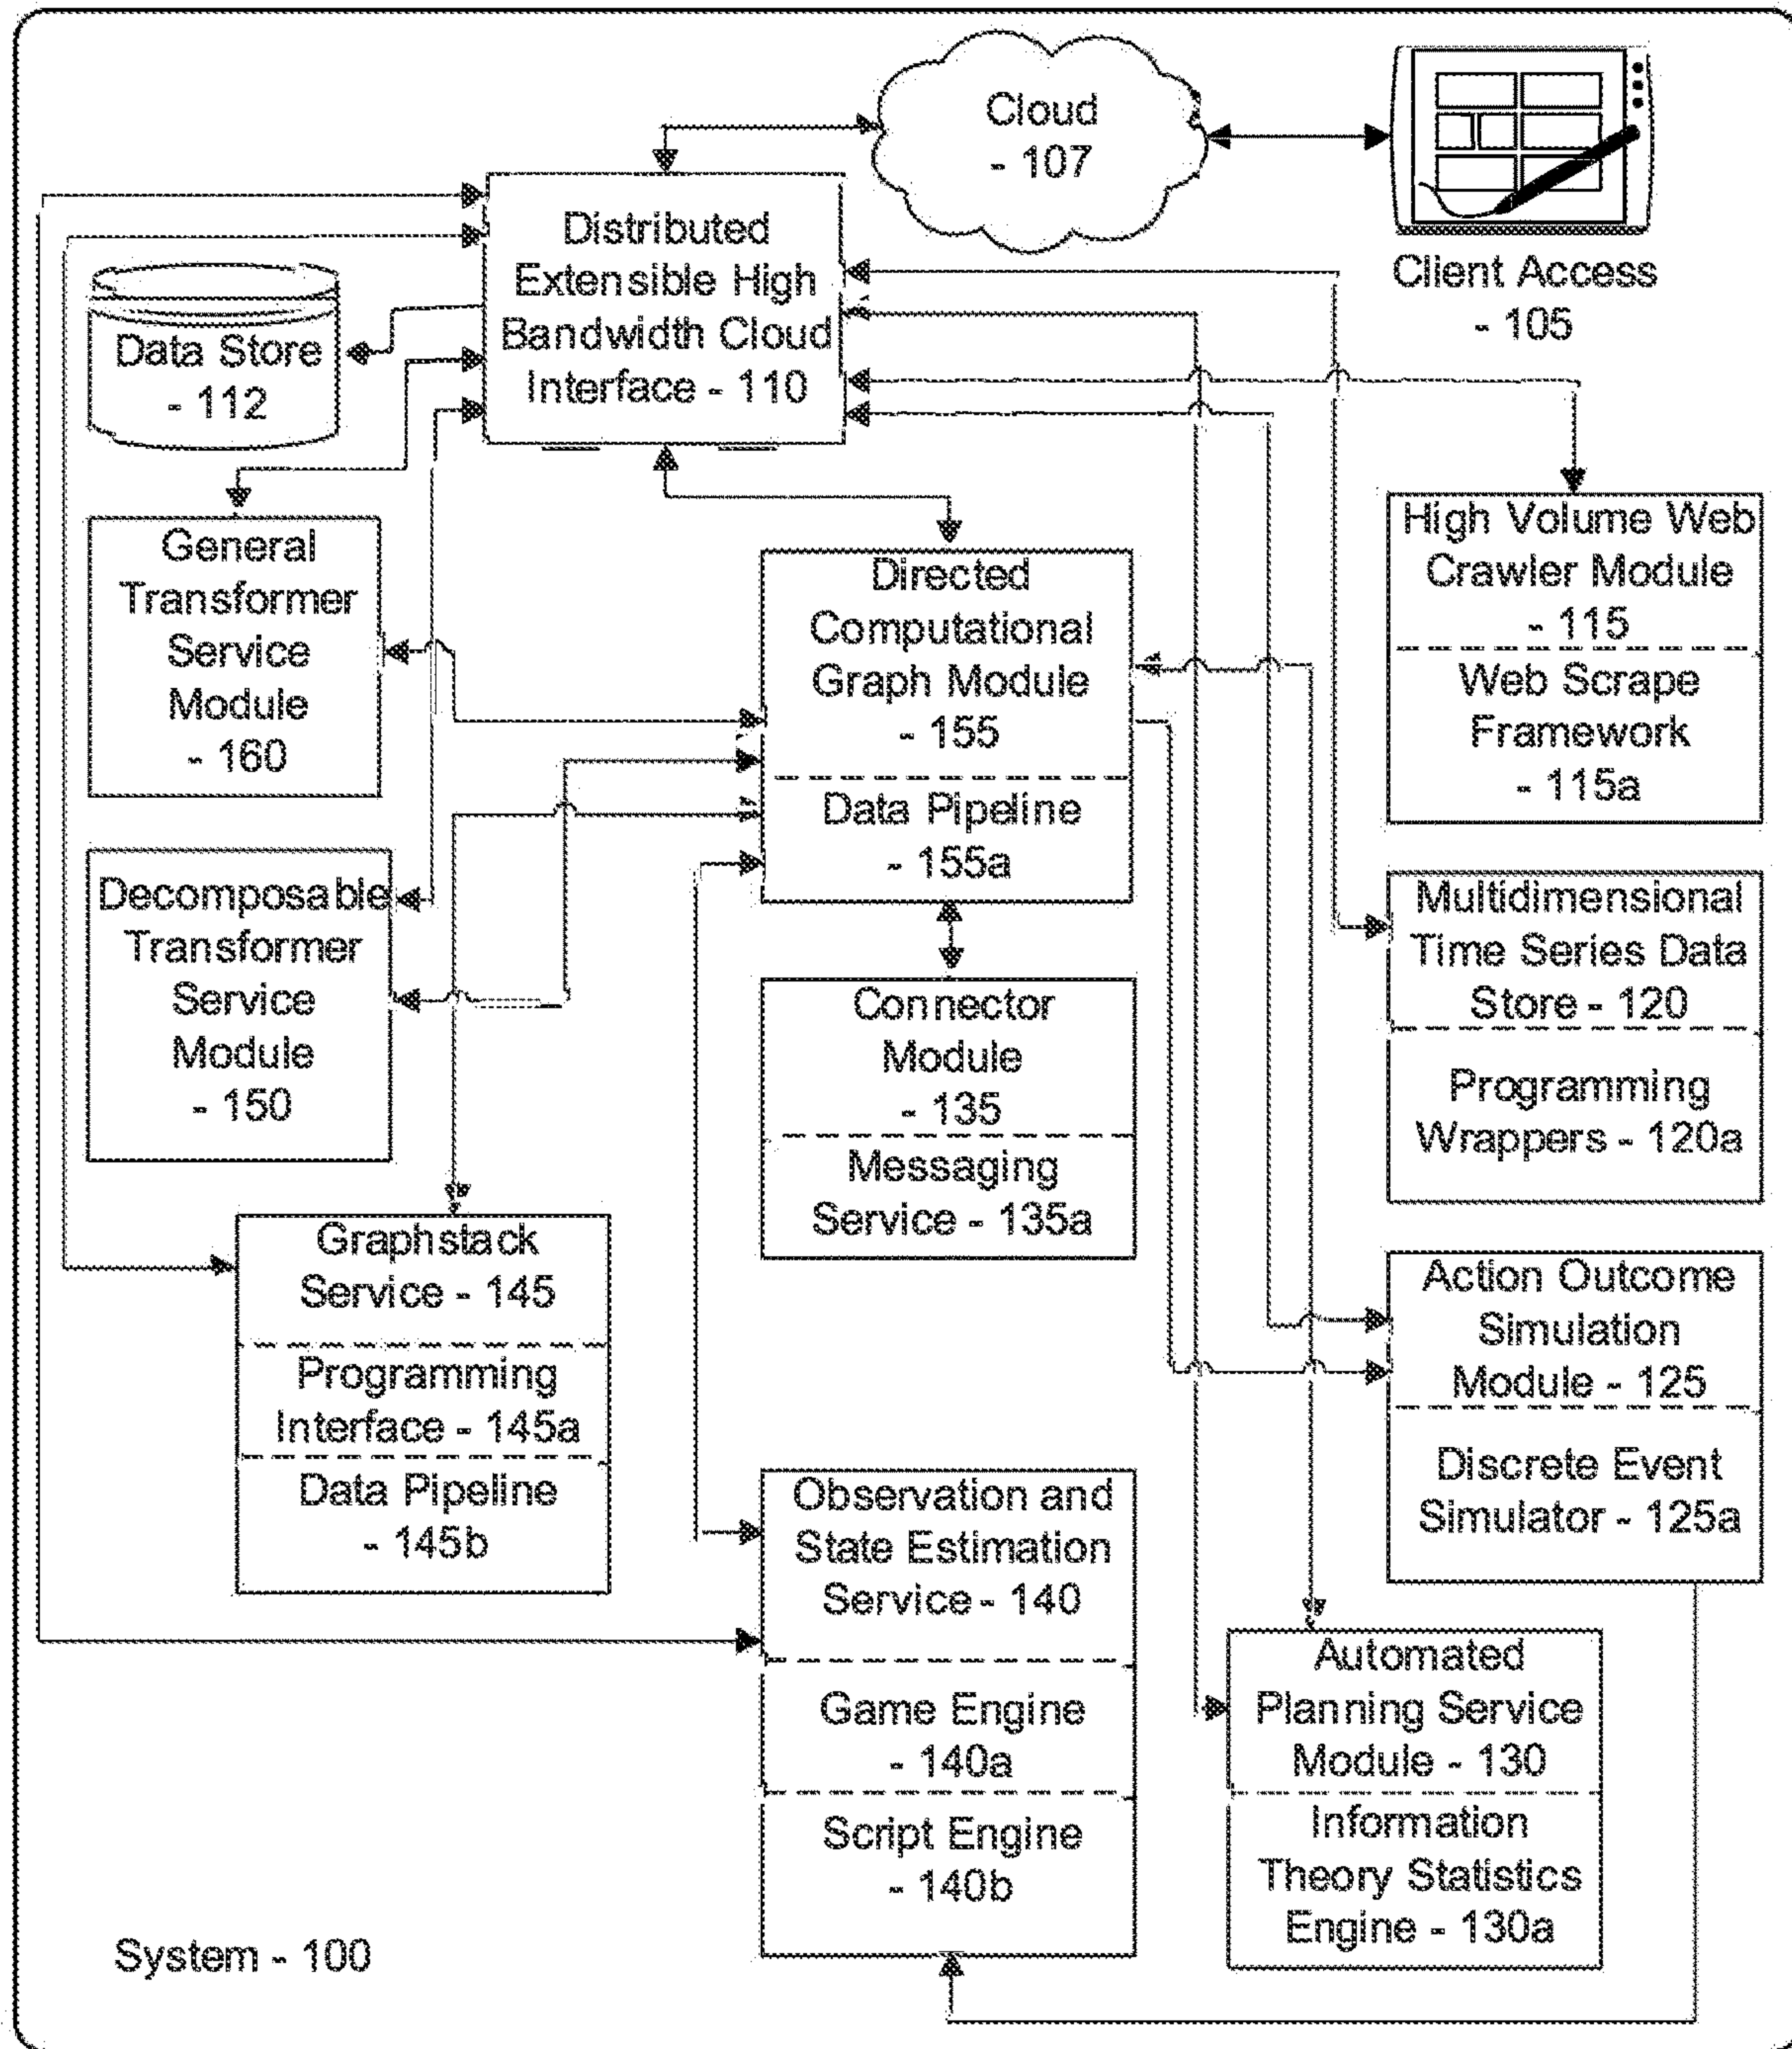 Cloud
- 107
Client Access
- 105
Distributed
Extensible High
Bandwidth Cloud
Interface - 110
Data Store
- 112
General
Transformer
Service
Module
- 160
Directed
Computational
Graph Module
- 155
Data Pipeline
- 155a
High Volume Web
Crawler Module
- 115
Web Scrape
Framework
- 115a
Decomposable
Transformer
Service
Module
- 150
Connector
Module
- 135
Messaging
Service - 135a
Multidimensional
Time Series Data
Store - 120
Programming
Wrappers - 120a
Graphstack
Service - 145
Programming
Interface - 145a
Data Pipeline
- 145b
Action Outcome
Simulation
Module - 125
Discrete Event
Simulator - 125a
Observation and
State Estimation
Service - 140
Game Engine
- 140a
Script Engine
- 140b
Automated
Planning Service
Module - 130
Information
Theory Statistics
Engine - 130a
System - 100